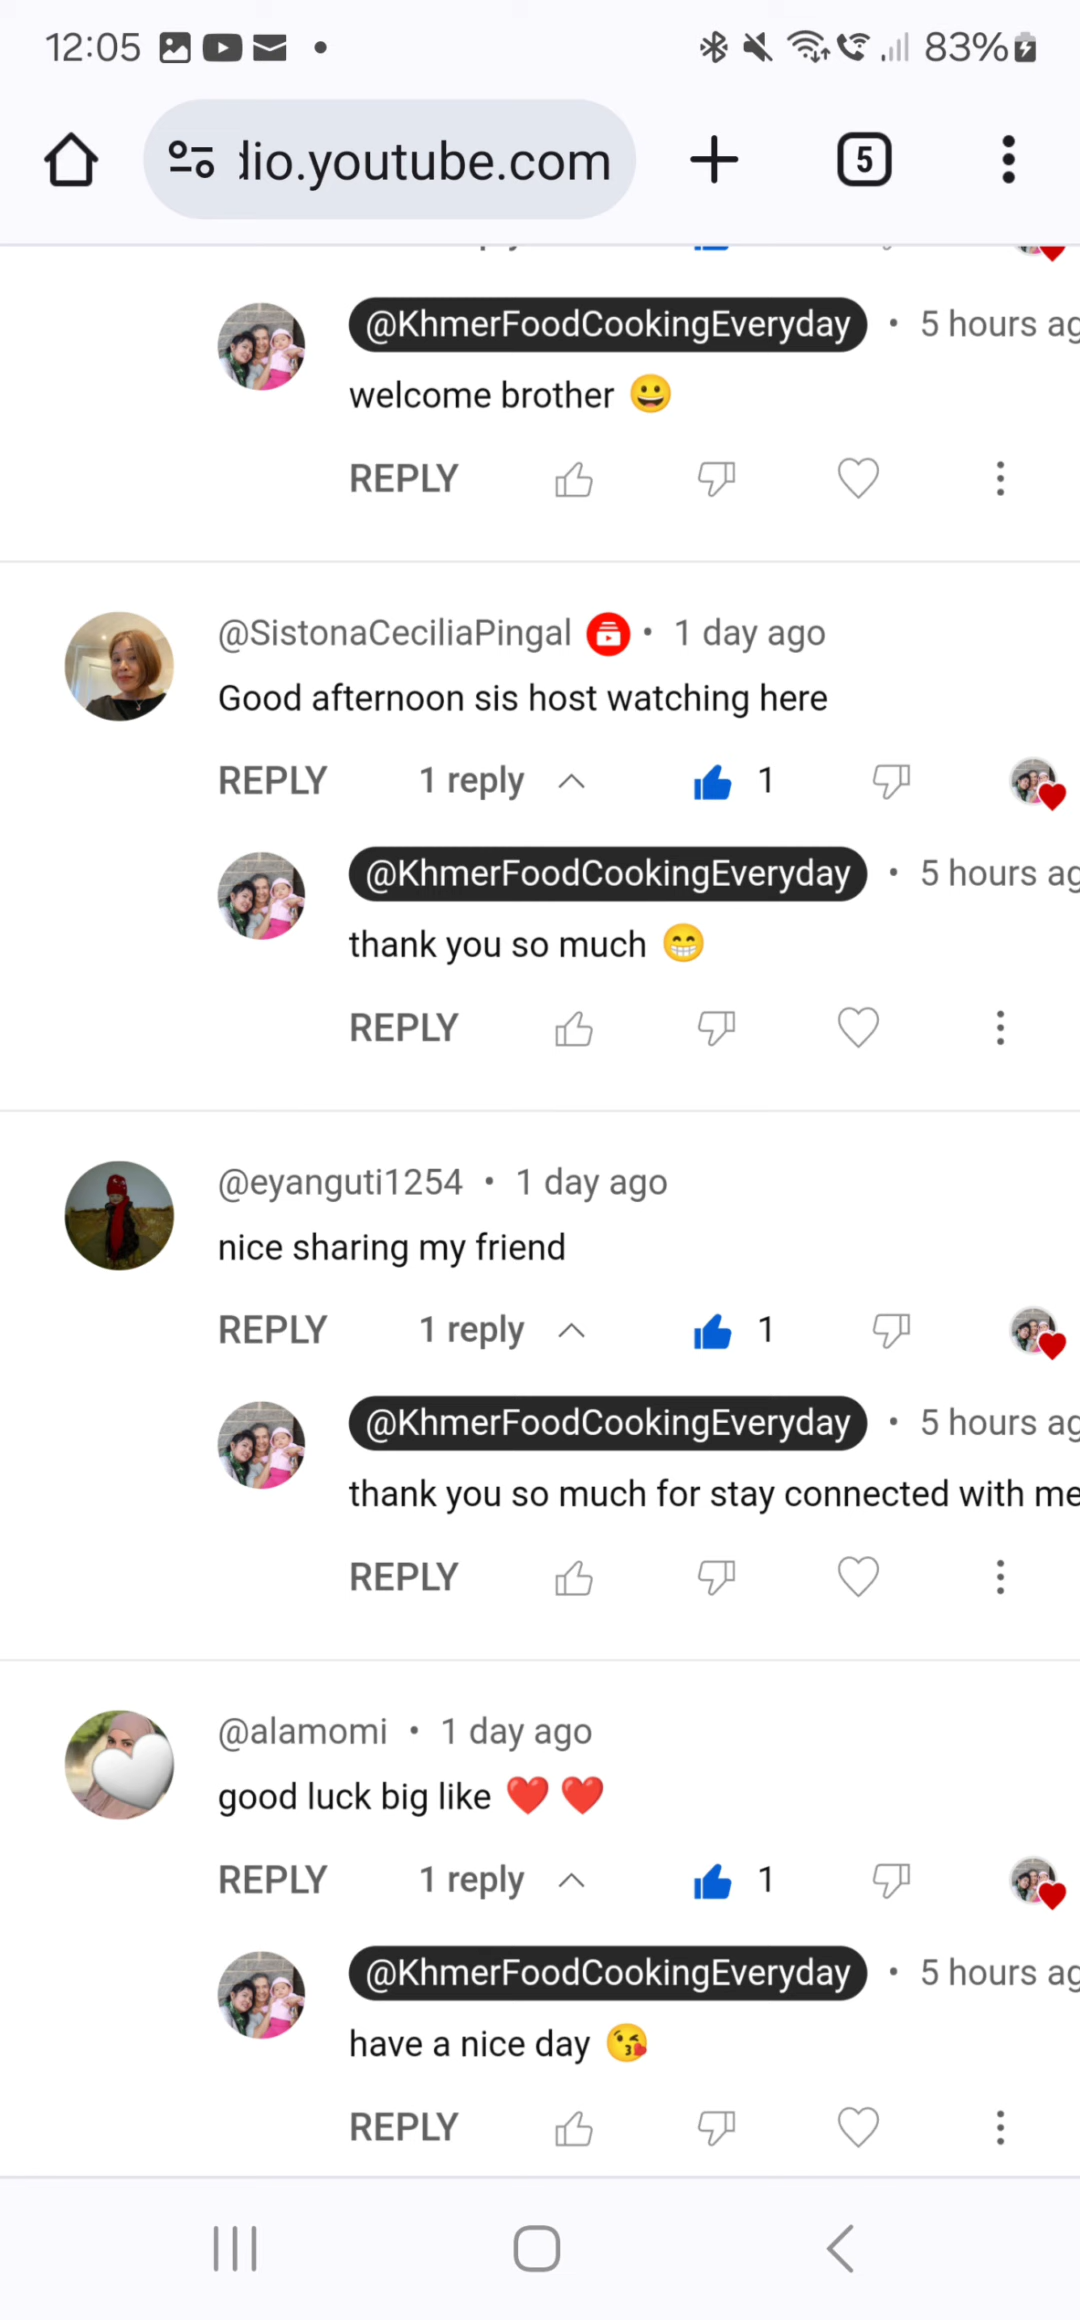 12:05
83%
dio.youtube.com
5
@KhmerFoodCookingEveryday • 5 hours ag
welcome brother 😀
REPLY
@SistonaCeciliaPingal • 1 day ago
Good afternoon sis host watching here
REPLY 1 reply 1
@KhmerFoodCookingEveryday • 5 hours ag
thank you so much 😁
REPLY
@eyanguti1254 • 1 day ago
nice sharing my friend
REPLY 1 reply 1
@KhmerFoodCookingEveryday • 5 hours ag
thank you so much for stay connected with me
REPLY
@alamomi • 1 day ago
good luck big like ❤️ ❤️
REPLY 1 reply 1
@KhmerFoodCookingEveryday • 5 hours ag
have a nice day 😘
REPLY